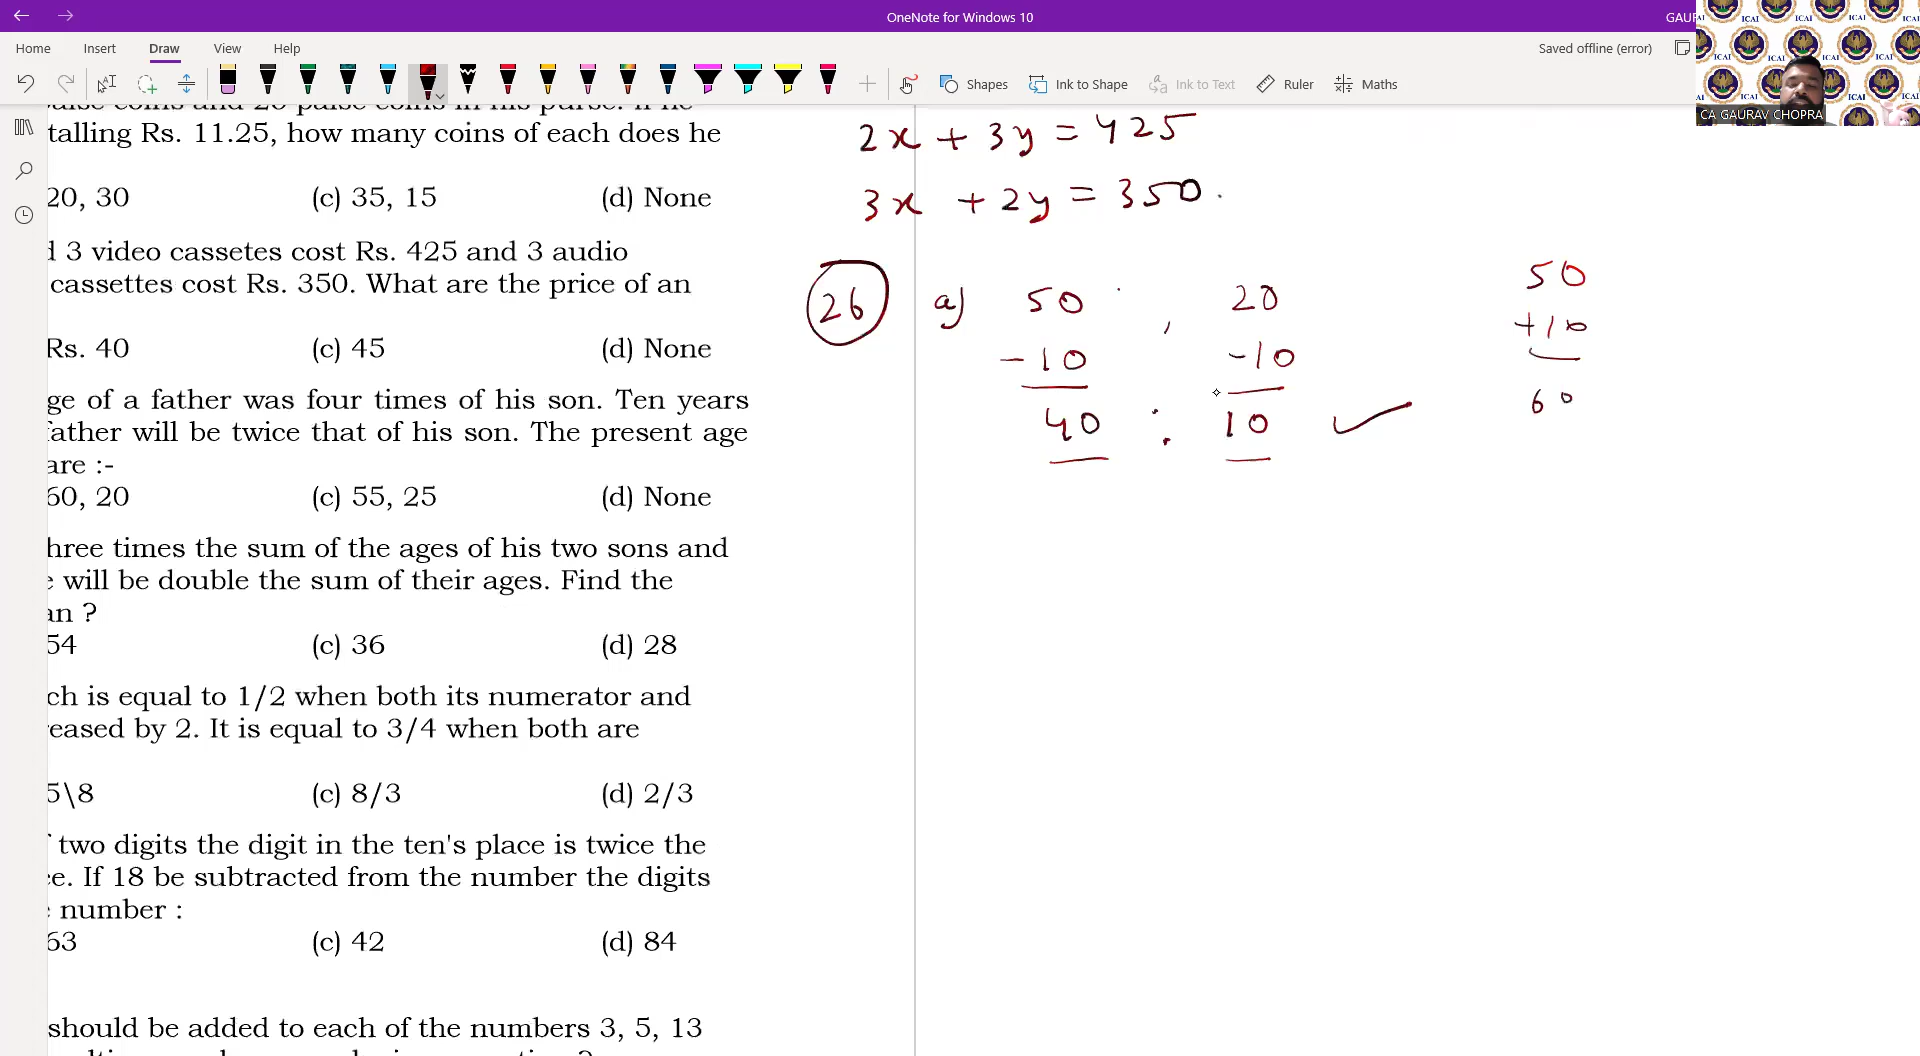 OneNote for Windows 10
GAUR
Home Insert Draw View Help
Saved offline (error)
Shapes Ink to Shape Ink to Text Ruler Maths
ICAI ICAI ICAI ICAI
CA GAURAV CHOPRA
talling Rs. 11.25, how many coins of each does he
20, 30 (c) 35, 15 (d) None
d 3 video cassetes cost Rs. 425 and 3 audio
cassettes cost Rs. 350. What are the price of an
Rs. 40 (c) 45 (d) None
ge of a father was four times of his son. Ten years
father will be twice that of his son. The present age
are :-
60, 20 (c) 55, 25 (d) None
hree times the sum of the ages of his two sons and
e will be double the sum of their ages. Find the
an ?
54 (c) 36 (d) 28
ch is equal to 1/2 when both its numerator and
reased by 2. It is equal to 3/4 when both are
5\8 (c) 8/3 (d) 2/3
f two digits the digit in the ten's place is twice the
ce. If 18 be subtracted from the number the digits
e number :
63 (c) 42 (d) 84
should be added to each of the numbers 3, 5, 13
2x + 3y = 425
3x + 2y = 350.
26 a) 50 , 20
-10 -10
40 : 10 ✓
50
+10
60